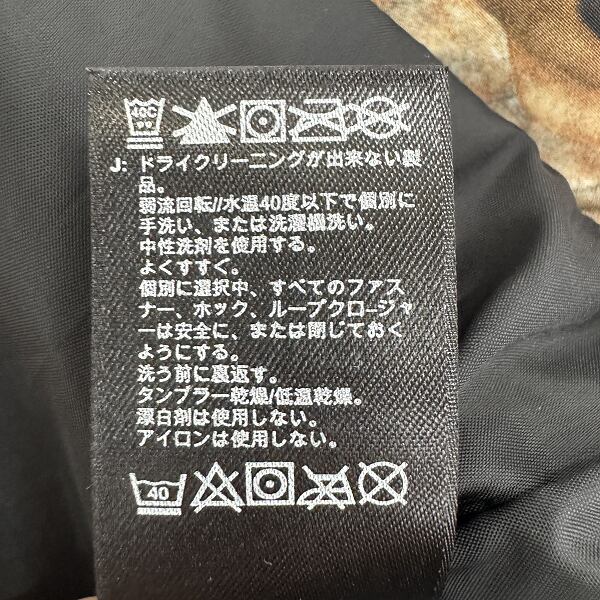 40C
J: ドライクリーニングが出来ない製
品。
弱流回転//水温40度以下で個別に
手洗い、または洗濯機洗い。
中性洗剤を使用する。
よくすすぐ。
個別に選択中、すべてのファス
ナー、ホック、ループクロージャ
ーは安全に、または閉じておく
ようにする。
洗う前に裏返す。
タンブラー乾燥/低温乾燥。
漂白剤は使用しない。
アイロンは使用しない。
40